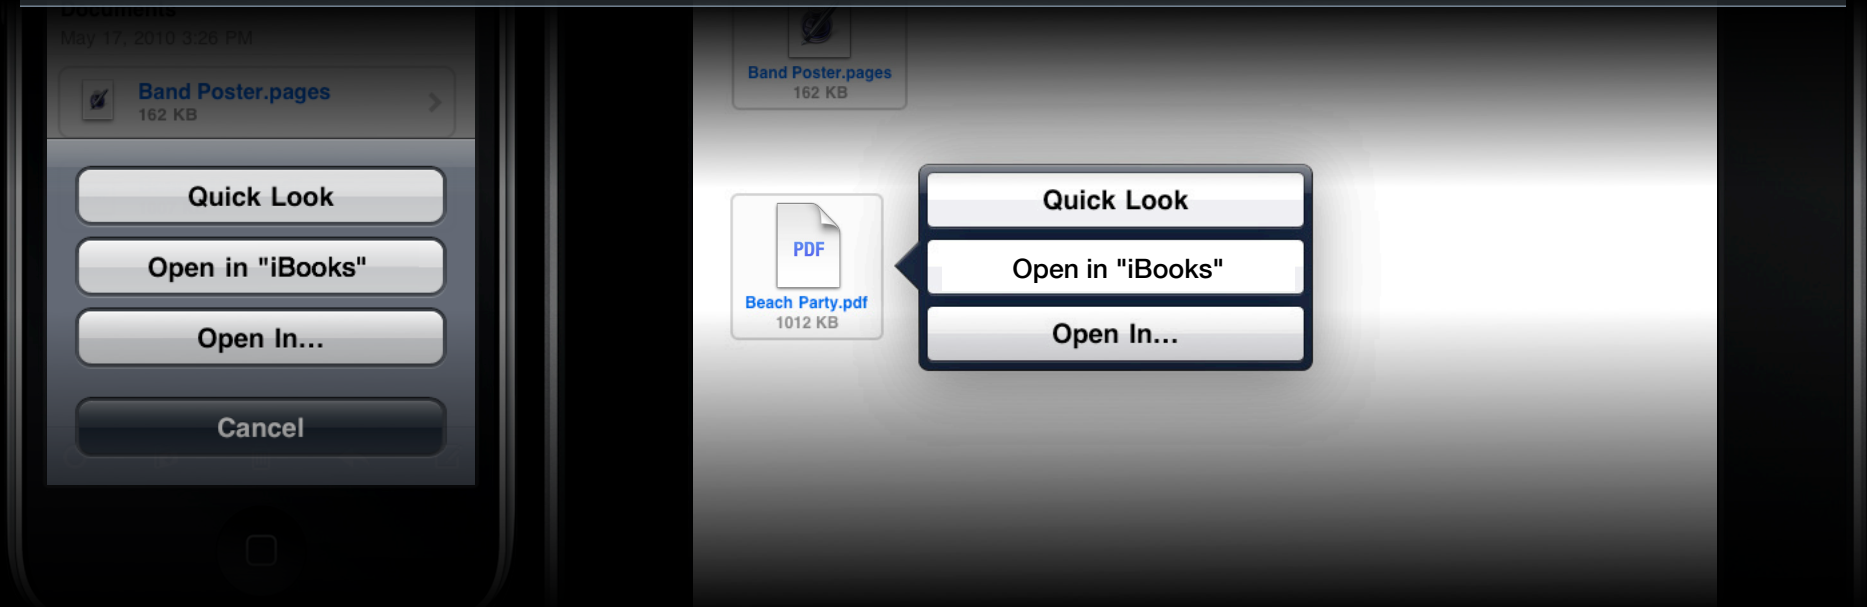 Documents
May 17, 2010 3:26 PM
Band Poster.pages
162 KB
Quick Look
Open in "iBooks"
Open In...
Cancel
Band Poster.pages
162 KB
PDF
Beach Party.pdf
1012 KB
Quick Look
Open in "iBooks"
Open In...